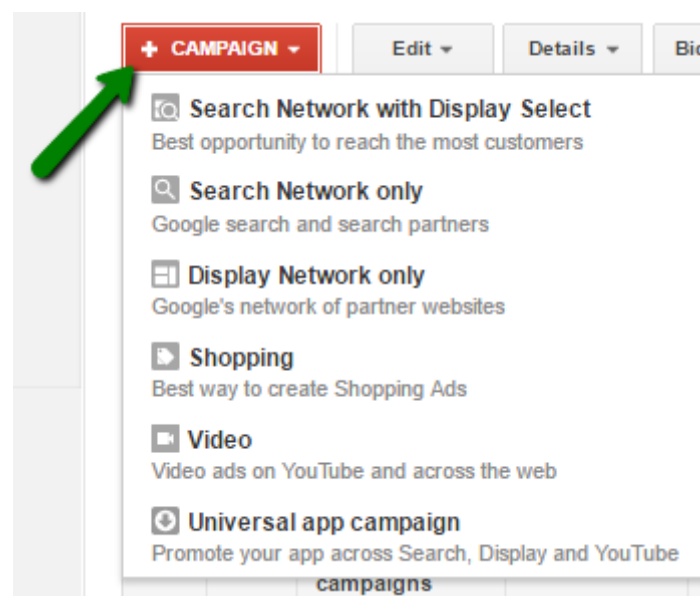 + CAMPAIGN Edit Details
Search Network with Display Select
Best opportunity to reach the most customers
Search Network only
Google search and search partners
Display Network only
Google's network of partner websites
Shopping
Best way to create Shopping Ads
Video
Video ads on YouTube and across the web
Universal app campaign
Promote your app across Search, Display and YouTube
campaigns